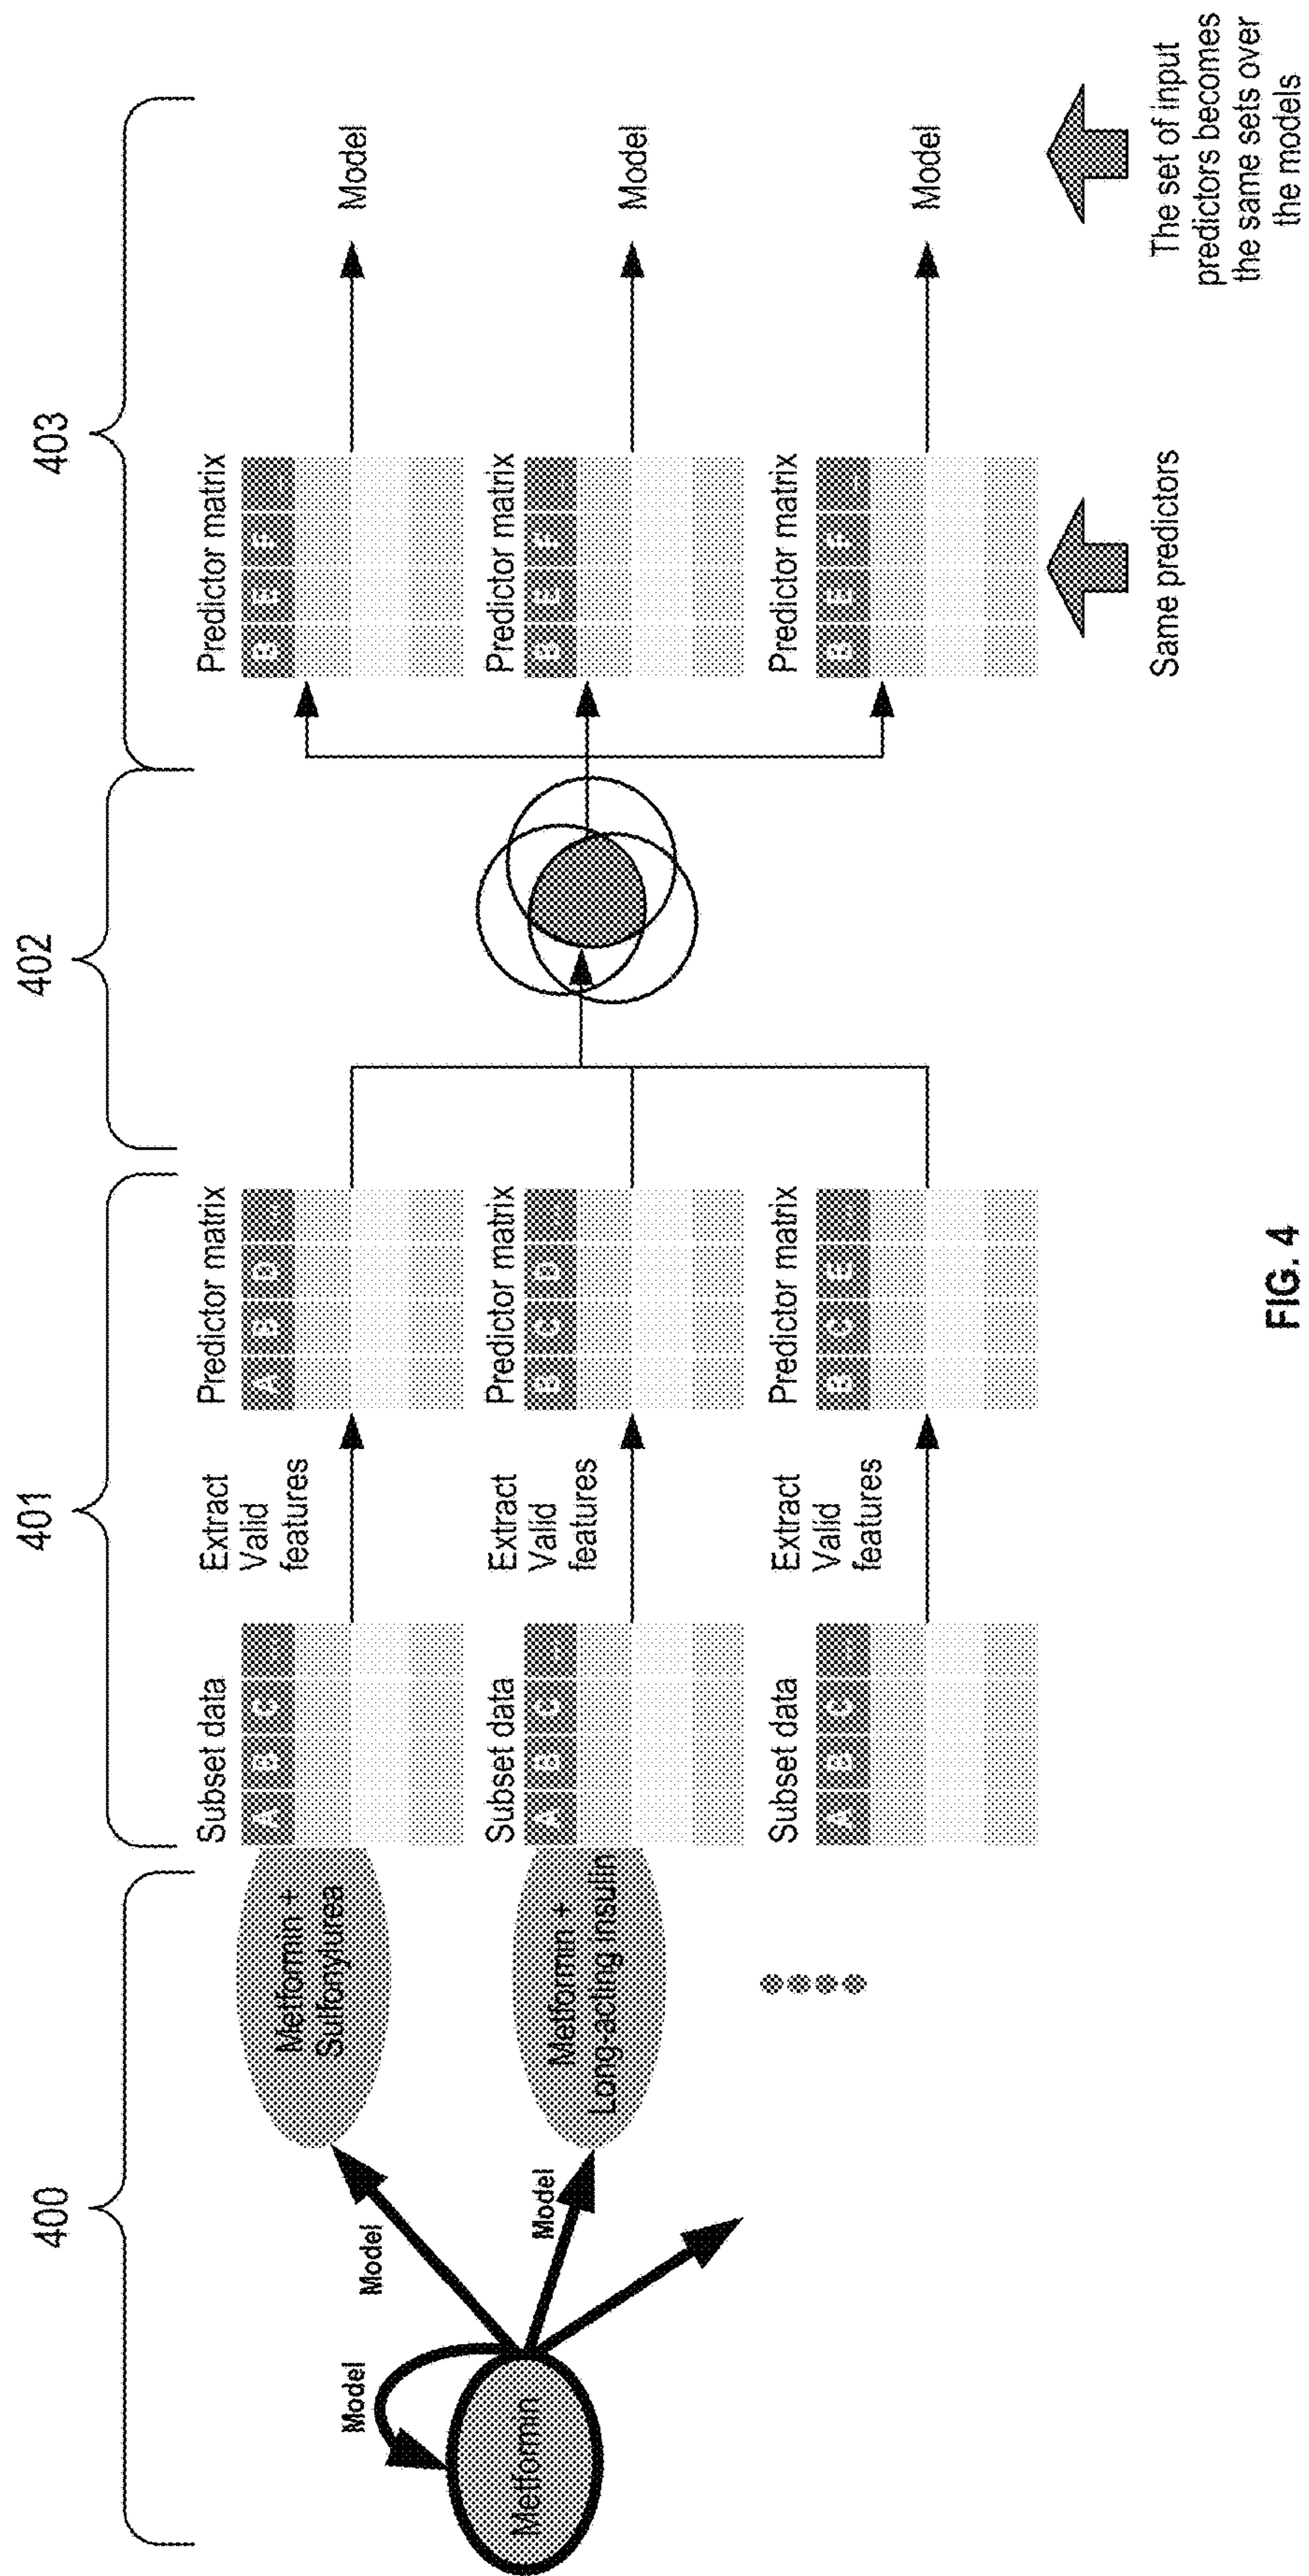 400
401
402
403
Metformin
Model
Model
Model
Metformin +
Sulfonylurea
Metformin +
Long-acting insulin
Subset data
A B C ...
Extract
Valid
features
Predictor matrix
A B D ...
Predictor matrix
B E F ...
Model
Subset data
A B C ...
Extract
Valid
features
Predictor matrix
B C D ...
Predictor matrix
B E F ...
Model
Subset data
A B C ...
Extract
Valid
features
Predictor matrix
B C E ...
Predictor matrix
B E F ...
Model
Same predictors
The set of input
predictors becomes
the same sets over
the models
FIG. 4